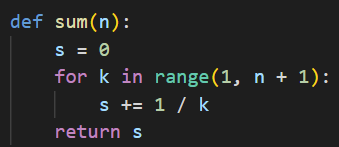 def sum(n):
    s = 0
    for k in range(1, n + 1):
        s += 1 / k
    return s